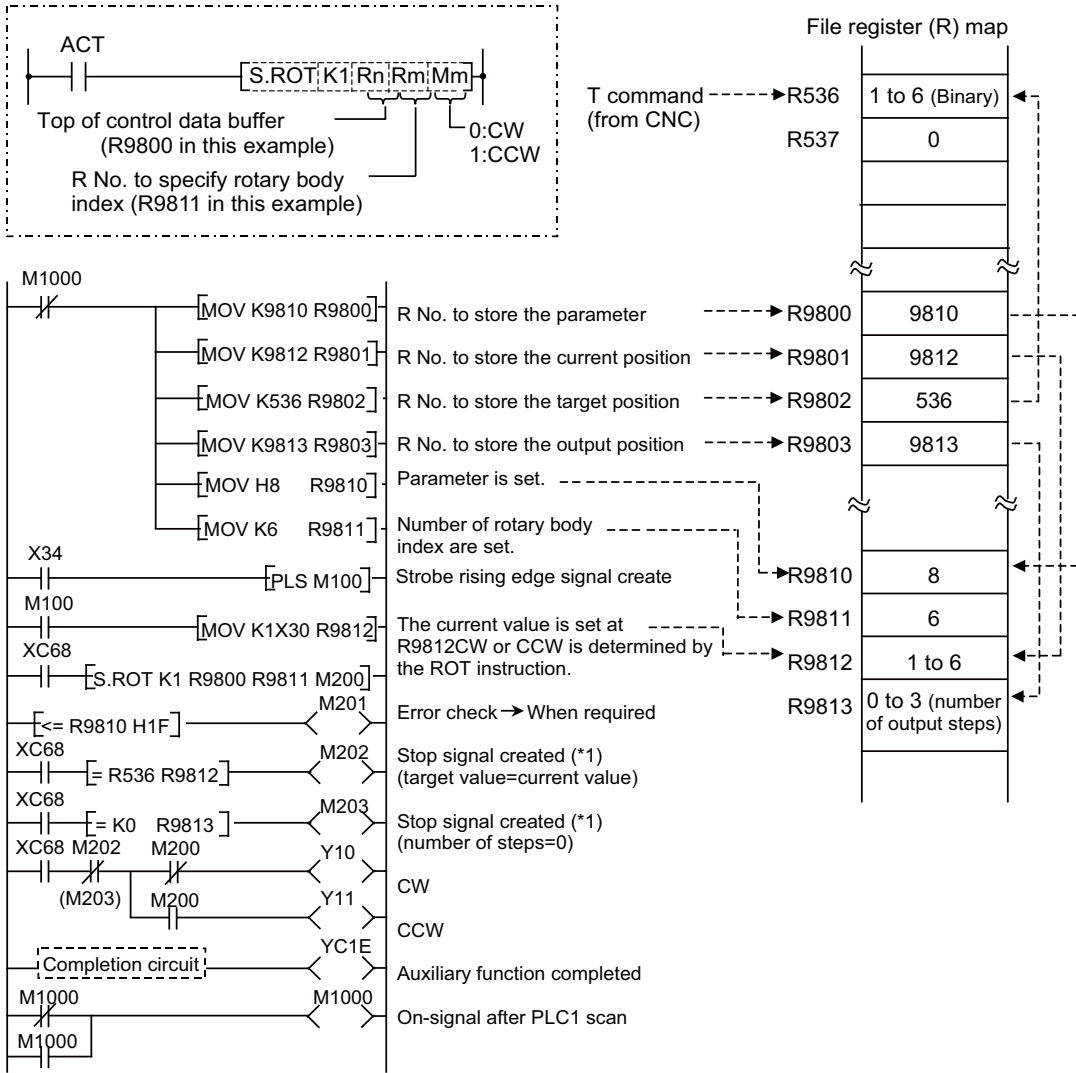 ACT
S.ROT K1 Rn Rm Mm
Top of control data buffer
(R9800 in this example)
0:CW
1:CCW
R No. to specify rotary body
index (R9811 in this example)
File register (R) map
T command
(from CNC)
R536
1 to 6 (Binary)
R537
0
M1000
MOV K9810 R9800
R No. to store the parameter
R9800
9810
MOV K9812 R9801
R No. to store the current position
R9801
9812
MOV K536 R9802
R No. to store the target position
R9802
536
MOV K9813 R9803
R No. to store the output position
R9803
9813
MOV H8 R9810
Parameter is set.
MOV K6 R9811
Number of rotary body
index are set.
X34
PLS M100
Strobe rising edge signal create
R9810
8
M100
MOV K1X30 R9812
The current value is set at
R9812CW or CCW is determined by
the ROT instruction.
R9811
6
R9812
1 to 6
XC68
S.ROT K1 R9800 R9811 M200
R9813
0 to 3 (number
of output steps)
<= R9810 H1F
M201
Error check → When required
XC68
= R536 R9812
M202
Stop signal created (*1)
(target value=current value)
XC68
= K0 R9813
M203
Stop signal created (*1)
(number of steps=0)
XC68 M202 M200
Y10
CW
(M203) M200
Y11
CCW
Completion circuit
YC1E
Auxiliary function completed
M1000
M1000
On-signal after PLC1 scan
M1000